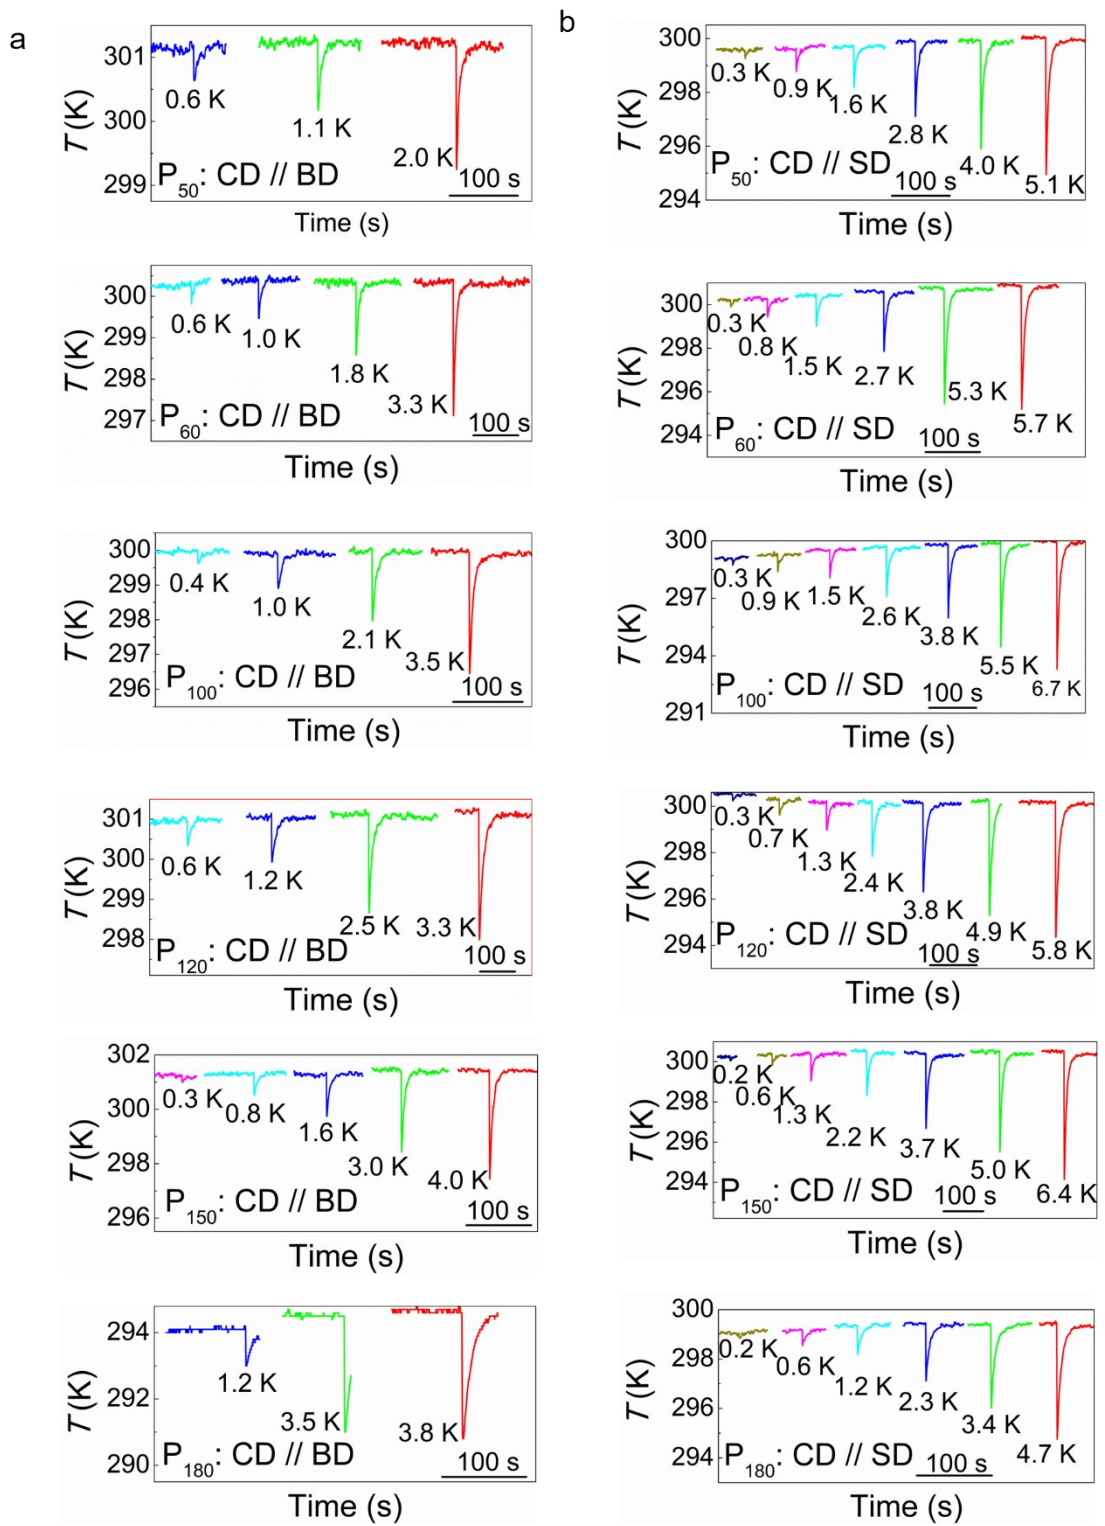 a
301
300
299
T (K)
0.6 K
1.1 K
2.0 K
P50: CD // BD
100 s
Time (s)
300
299
298
297
T (K)
0.6 K
1.0 K
1.8 K
3.3 K
P60: CD // BD
100 s
Time (s)
300
299
298
297
296
T (K)
0.4 K
1.0 K
2.1 K
3.5 K
P100: CD // BD
100 s
Time (s)
301
300
299
298
T (K)
0.6 K
1.2 K
2.5 K
3.3 K
P120: CD // BD
100 s
Time (s)
302
300
298
296
T (K)
0.3 K
0.8 K
1.6 K
3.0 K
4.0 K
P150: CD // BD
100 s
Time (s)
294
292
290
T (K)
1.2 K
3.5 K
3.8 K
P180: CD // BD
100 s
Time (s)
b
300
298
296
294
T (K)
0.3 K
0.9 K
1.6 K
2.8 K
4.0 K
5.1 K
P50: CD // SD
100 s
Time (s)
300
298
296
294
T (K)
0.3 K
0.8 K
1.5 K
2.7 K
5.3 K
5.7 K
P60: CD // SD
100 s
Time (s)
300
297
294
291
T (K)
0.3 K
0.9 K
1.5 K
2.6 K
3.8 K
5.5 K
6.7 K
P100: CD // SD
100 s
Time (s)
300
298
296
294
T (K)
0.3 K
0.7 K
1.3 K
2.4 K
3.8 K
4.9 K
5.8 K
P120: CD // SD
100 s
Time (s)
300
298
296
294
T (K)
0.2 K
0.6 K
1.3 K
2.2 K
3.7 K
5.0 K
6.4 K
P150: CD // SD
100 s
Time (s)
300
298
296
294
T (K)
0.2 K
0.6 K
1.2 K
2.3 K
3.4 K
4.7 K
P180: CD // SD
100 s
Time (s)